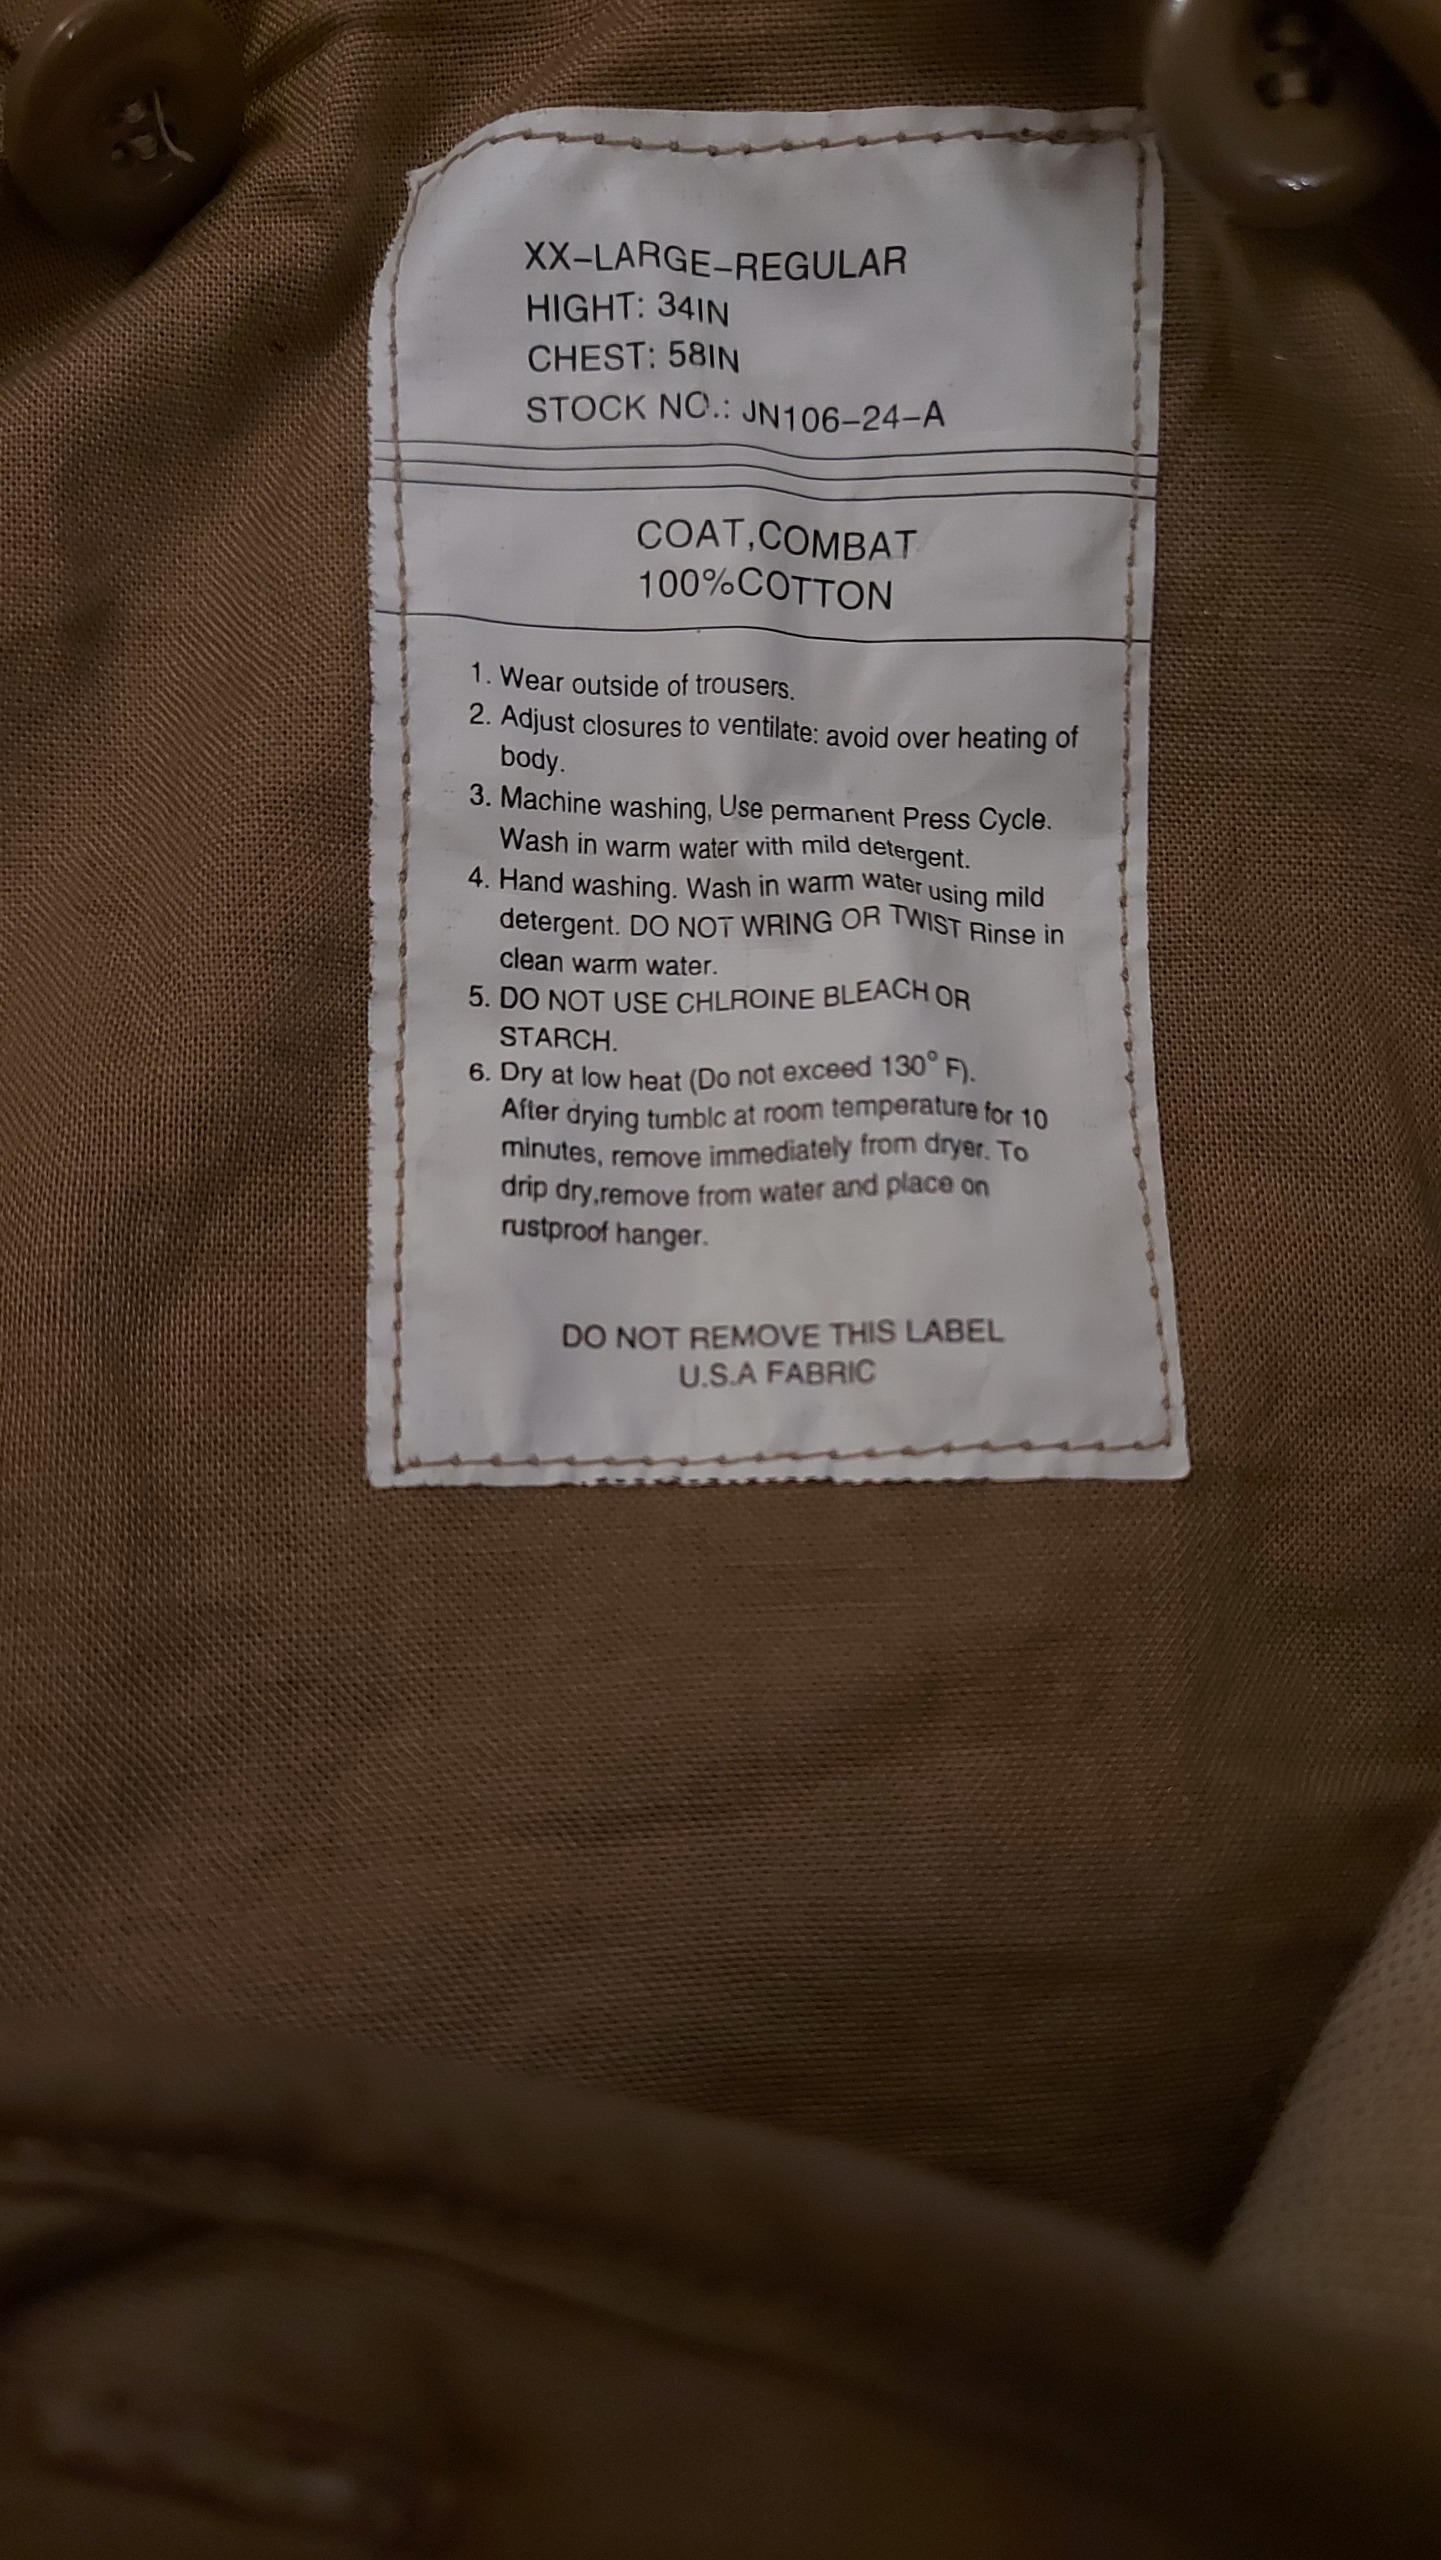 XX-LARGE-REGULAR
HIGHT: 34IN
CHEST: 58IN
STOCK NO.: JN106-24-A
COAT,COMBAT
100%COTTON
1. Wear outside of trousers.
2. Adjust closures to ventilate: avoid over heating of
body.
3. Machine washing, Use permanent Press Cycle.
Wash in warm water with mild detergent.
4. Hand washing. Wash in warm water using mild
detergent. DO NOT WRING OR TWIST Rinse in
clean warm water.
5. DO NOT USE CHLROINE BLEACH OR
STARCH.
6. Dry at low heat (Do not exceed 130° F).
After drying tumblc at room temperature for 10
minutes, remove immediately from dryer. To
drip dry,remove from water and place on
rustproof hanger.
DO NOT REMOVE THIS LABEL
U.S.A FABRIC